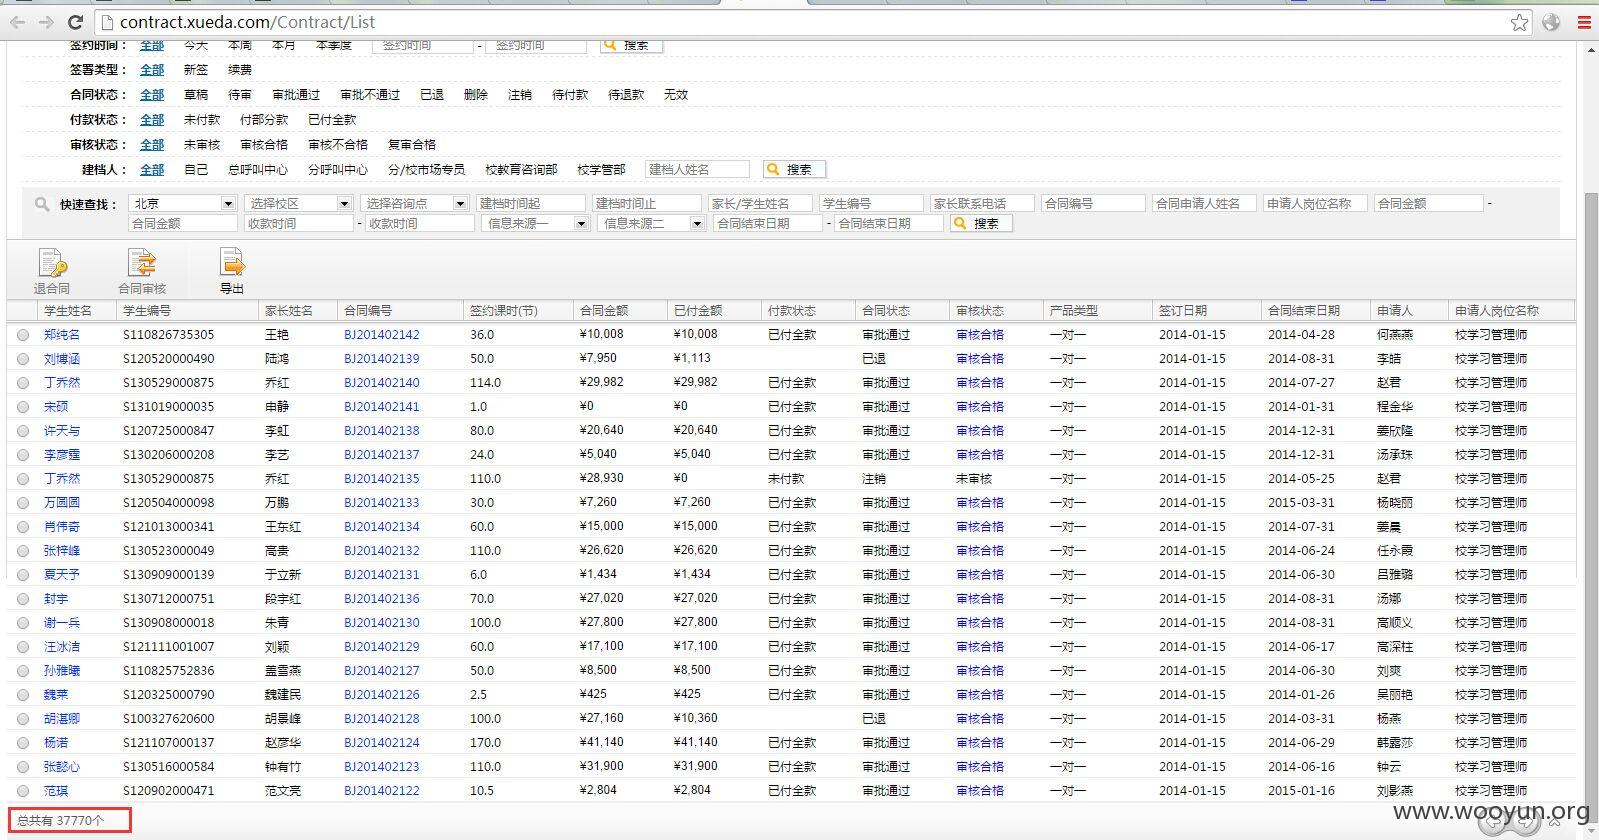 contract.xueda.com/Contract/List
签约时间： 全部 今天 本周 本月 本季度 签约时间 - 签约时间 搜索
签署类型： 全部 新签 续费
合同状态： 全部 草稿 待审 审批通过 审批不通过 已退 删除 注销 待付款 待退款 无效
付款状态： 全部 未付款 付部分款 已付全款
审核状态： 全部 未审核 审核合格 审核不合格 复审合格
建档人： 全部 自己 总呼叫中心 分呼叫中心 分/校市场专员 校教育咨询部 校学管部 建档人姓名 搜索
快速查找： 北京 选择校区 选择咨询点 建档时间起 建档时间止 家长/学生姓名 学生编号 家长联系电话 合同编号 合同申请人姓名 申请人岗位名称 合同金额 -
合同金额 收款时间 - 收款时间 信息来源一 信息来源二 合同结束日期 - 合同结束日期 搜索
退合同 合同审核 导出
学生姓名 学生编号 家长姓名 合同编号 签约课时(节) 合同金额 已付金额 付款状态 合同状态 审核状态 产品类型 签订日期 合同结束日期 申请人 申请人岗位名称
郑纯名 S110826735305 王艳 BJ201402142 36.0 ¥10,008 ¥10,008 已付全款 审批通过 审核合格 一对一 2014-01-15 2014-04-28 何燕燕 校学习管理师
刘博涵 S120520000490 陆鸿 BJ201402139 50.0 ¥7,950 ¥1,113 已退 审核合格 一对一 2014-01-15 2014-08-31 李皓 校学习管理师
丁乔然 S130529000875 乔红 BJ201402140 114.0 ¥29,982 ¥29,982 已付全款 审批通过 审核合格 一对一 2014-01-15 2014-07-27 赵君 校学习管理师
宋硕 S131019000035 申静 BJ201402141 1.0 ¥0 ¥0 已付全款 审批通过 审核合格 一对一 2014-01-15 2014-01-31 程金华 校学习管理师
许天与 S120725000847 李虹 BJ201402138 80.0 ¥20,640 ¥20,640 已付全款 审批通过 审核合格 一对一 2014-01-15 2014-12-31 姜欣隆 校学习管理师
李彦霆 S130206000208 李艺 BJ201402137 24.0 ¥5,040 ¥5,040 已付全款 审批通过 审核合格 一对一 2014-01-15 2014-12-31 汤承珠 校学习管理师
丁乔然 S130529000875 乔红 BJ201402135 110.0 ¥28,930 ¥0 未付款 注销 未审核 一对一 2014-01-15 2014-05-25 赵君 校学习管理师
万圆圆 S120504000098 万鹏 BJ201402133 30.0 ¥7,260 ¥7,260 已付全款 审批通过 审核合格 一对一 2014-01-15 2015-03-31 杨晓丽 校学习管理师
肖伟奇 S121013000341 王东红 BJ201402134 60.0 ¥15,000 ¥15,000 已付全款 审批通过 审核合格 一对一 2014-01-15 2014-07-31 姜晨 校学习管理师
张梓峰 S130523000049 高贵 BJ201402132 110.0 ¥26,620 ¥26,620 已付全款 审批通过 审核合格 一对一 2014-01-15 2014-06-24 任永霞 校学习管理师
夏天予 S130909000139 于立新 BJ201402131 6.0 ¥1,434 ¥1,434 已付全款 审批通过 审核合格 一对一 2014-01-15 2014-06-30 吕雅璐 校学习管理师
封宇 S130712000751 段宇红 BJ201402136 70.0 ¥27,020 ¥27,020 已付全款 审批通过 审核合格 一对一 2014-01-15 2014-08-31 汤娜 校学习管理师
谢一兵 S130908000018 朱青 BJ201402130 100.0 ¥27,800 ¥27,800 已付全款 审批通过 审核合格 一对一 2014-01-15 2014-08-31 高顺义 校学习管理师
汪冰洁 S121111001007 刘颖 BJ201402129 60.0 ¥17,100 ¥17,100 已付全款 审批通过 审核合格 一对一 2014-01-15 2014-06-17 高深柱 校学习管理师
孙雅曦 S110825752836 盖雪燕 BJ201402127 50.0 ¥8,500 ¥8,500 已付全款 审批通过 审核合格 一对一 2014-01-15 2014-06-30 刘爽 校学习管理师
魏莱 S120325000790 魏建民 BJ201402126 2.5 ¥425 ¥425 已付全款 审批通过 审核合格 一对一 2014-01-15 2014-01-26 吴丽艳 校学习管理师
胡湛卿 S100327620600 胡景峰 BJ201402128 100.0 ¥27,160 ¥10,360 已退 审核合格 一对一 2014-01-15 2014-03-31 杨燕 校学习管理师
杨诺 S121107000137 赵彦华 BJ201402124 170.0 ¥41,140 ¥41,140 已付全款 审批通过 审核合格 一对一 2014-01-15 2014-06-29 韩露莎 校学习管理师
张懿心 S130516000584 钟有竹 BJ201402123 110.0 ¥31,900 ¥31,900 已付全款 审批通过 审核合格 一对一 2014-01-15 2014-06-16 钟云 校学习管理师
范琪 S120902000471 范文亮 BJ201402122 10.5 ¥2,804 ¥2,804 已付全款 审批通过 审核合格 一对一 2014-01-15 2015-01-16 刘影燕 校学习管理师
总共有 37770个
www.wooyun.org